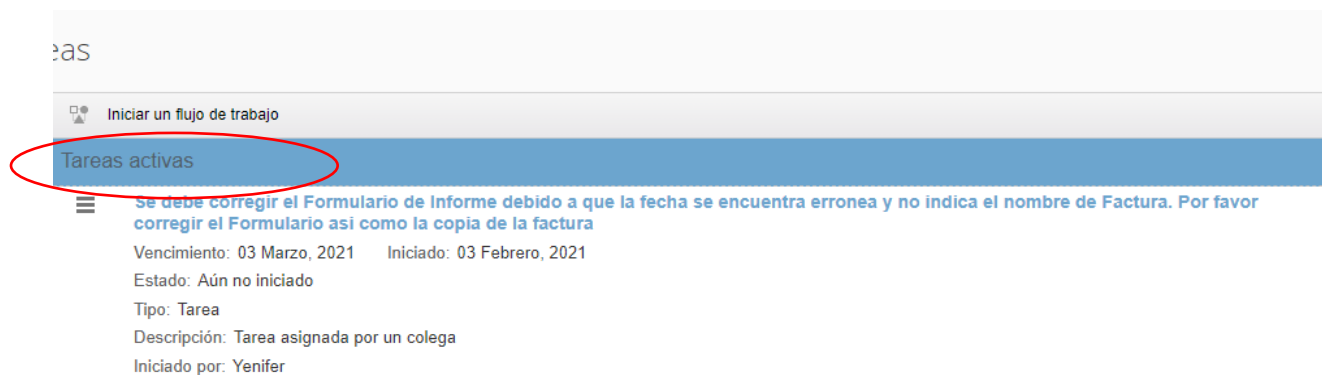 eas
Iniciar un flujo de trabajo
Tareas activas
Se debe corregir el Formulario de Informe debido a que la fecha se encuentra erronea y no indica el nombre de Factura. Por favor
corregir el Formulario asi como la copia de la factura
Vencimiento: 03 Marzo, 2021 Iniciado: 03 Febrero, 2021
Estado: Aún no iniciado
Tipo: Tarea
Descripción: Tarea asignada por un colega
Iniciado por: Yenifer